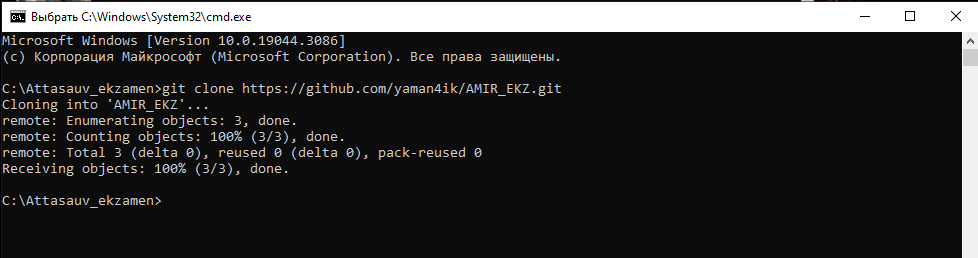 Выбрать C:\Windows\System32\cmd.exe
Microsoft Windows [Version 10.0.19044.3086]
(c) Корпорация Майкрософт (Microsoft Corporation). Все права защищены.
C:\Attasauv_ekzamen>git clone https://github.com/yaman4ik/AMIR_EKZ.git
Cloning into 'AMIR_EKZ'...
remote: Enumerating objects: 3, done.
remote: Counting objects: 100% (3/3), done.
remote: Total 3 (delta 0), reused 0 (delta 0), pack-reused 0
Receiving objects: 100% (3/3), done.
C:\Attasauv_ekzamen>